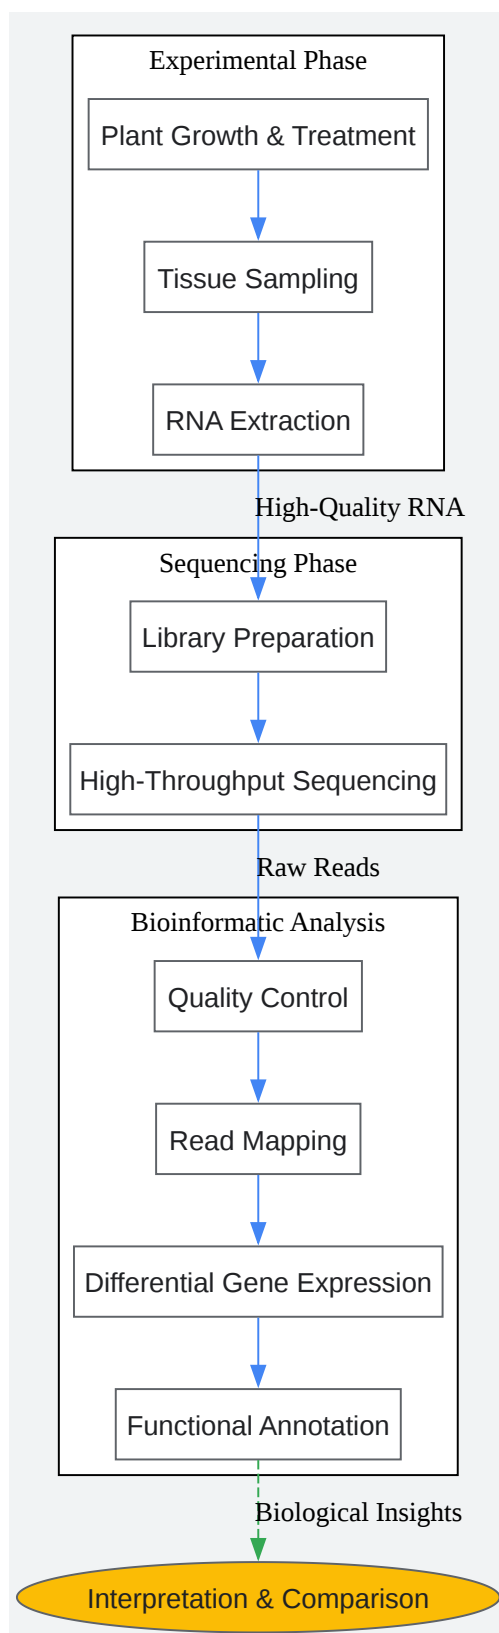 Experimental Phase
Plant Growth & Treatment
Tissue Sampling
RNA Extraction
High-Quality RNA
Sequencing Phase
Library Preparation
High-Throughput Sequencing
Raw Reads
Bioinformatic Analysis
Quality Control
Read Mapping
Differential Gene Expression
Functional Annotation
Biological Insights
Interpretation & Comparison